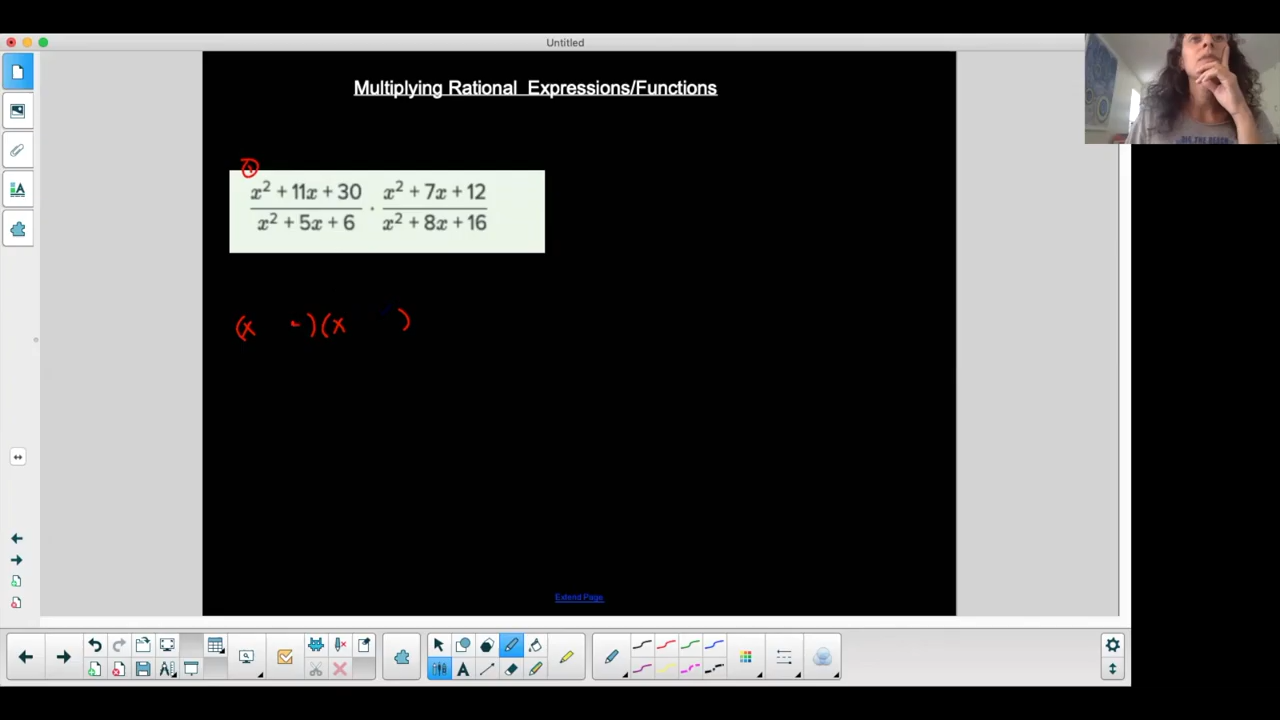 Untitled
Multiplying Rational Expressions/Functions
x² + 11x + 30 x² + 7x + 12
x² + 5x + 6 · x² + 8x + 16
(x )(x )
Extend Page